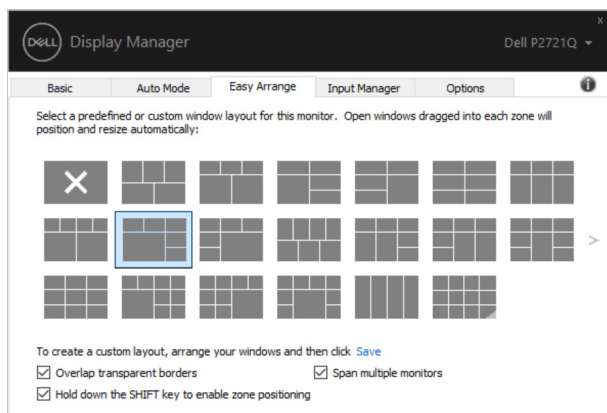 x
DELL Display Manager Dell P2721Q
Basic Auto Mode Easy Arrange Input Manager Options i
Select a predefined or custom window layout for this monitor. Open windows dragged into each zone will
position and resize automatically:
>
To create a custom layout, arrange your windows and then click Save
Overlap transparent borders Span multiple monitors
Hold down the SHIFT key to enable zone positioning